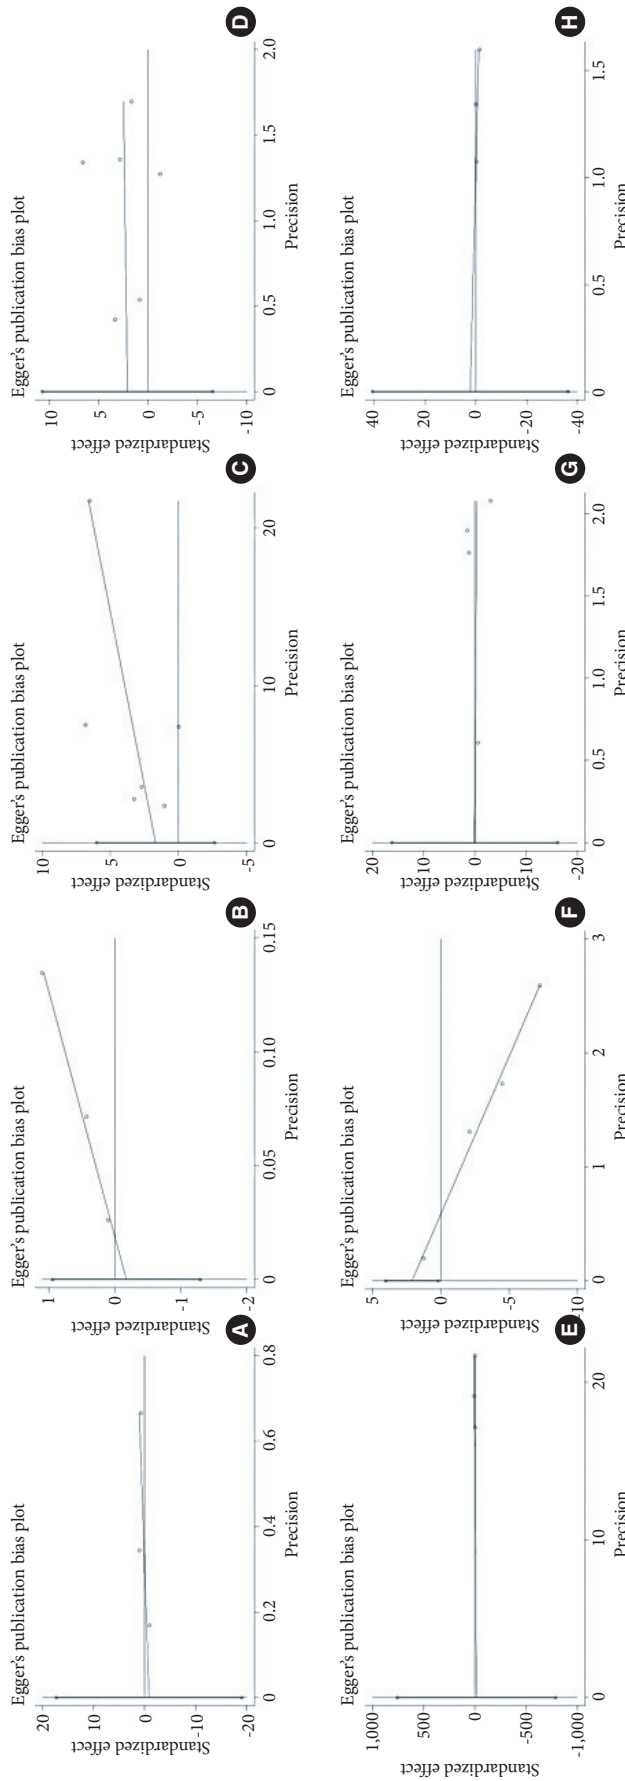 Egger's publication bias plot
Standardized effect
20
10
0
-10
-20
0 0.2 0.4 0.6 0.8
Precision
A
Egger's publication bias plot
Standardized effect
1
0
-1
-2
0 0.05 0.10 0.15
Precision
B
Egger's publication bias plot
Standardized effect
10
5
0
-5
0 10 20
Precision
C
Egger's publication bias plot
Standardized effect
10
5
0
-5
-10
0 0.5 1.0 1.5 2.0
Precision
D
Egger's publication bias plot
Standardized effect
1,000
500
0
-500
-1,000
0 10 20
Precision
E
Egger's publication bias plot
Standardized effect
5
0
-5
-10
0 1 2 3
Precision
F
Egger's publication bias plot
Standardized effect
20
10
0
-10
-20
0 0.5 1.0 1.5 2.0
Precision
G
Egger's publication bias plot
Standardized effect
40
20
0
-20
-40
0 0.5 1.0 1.5
Precision
H